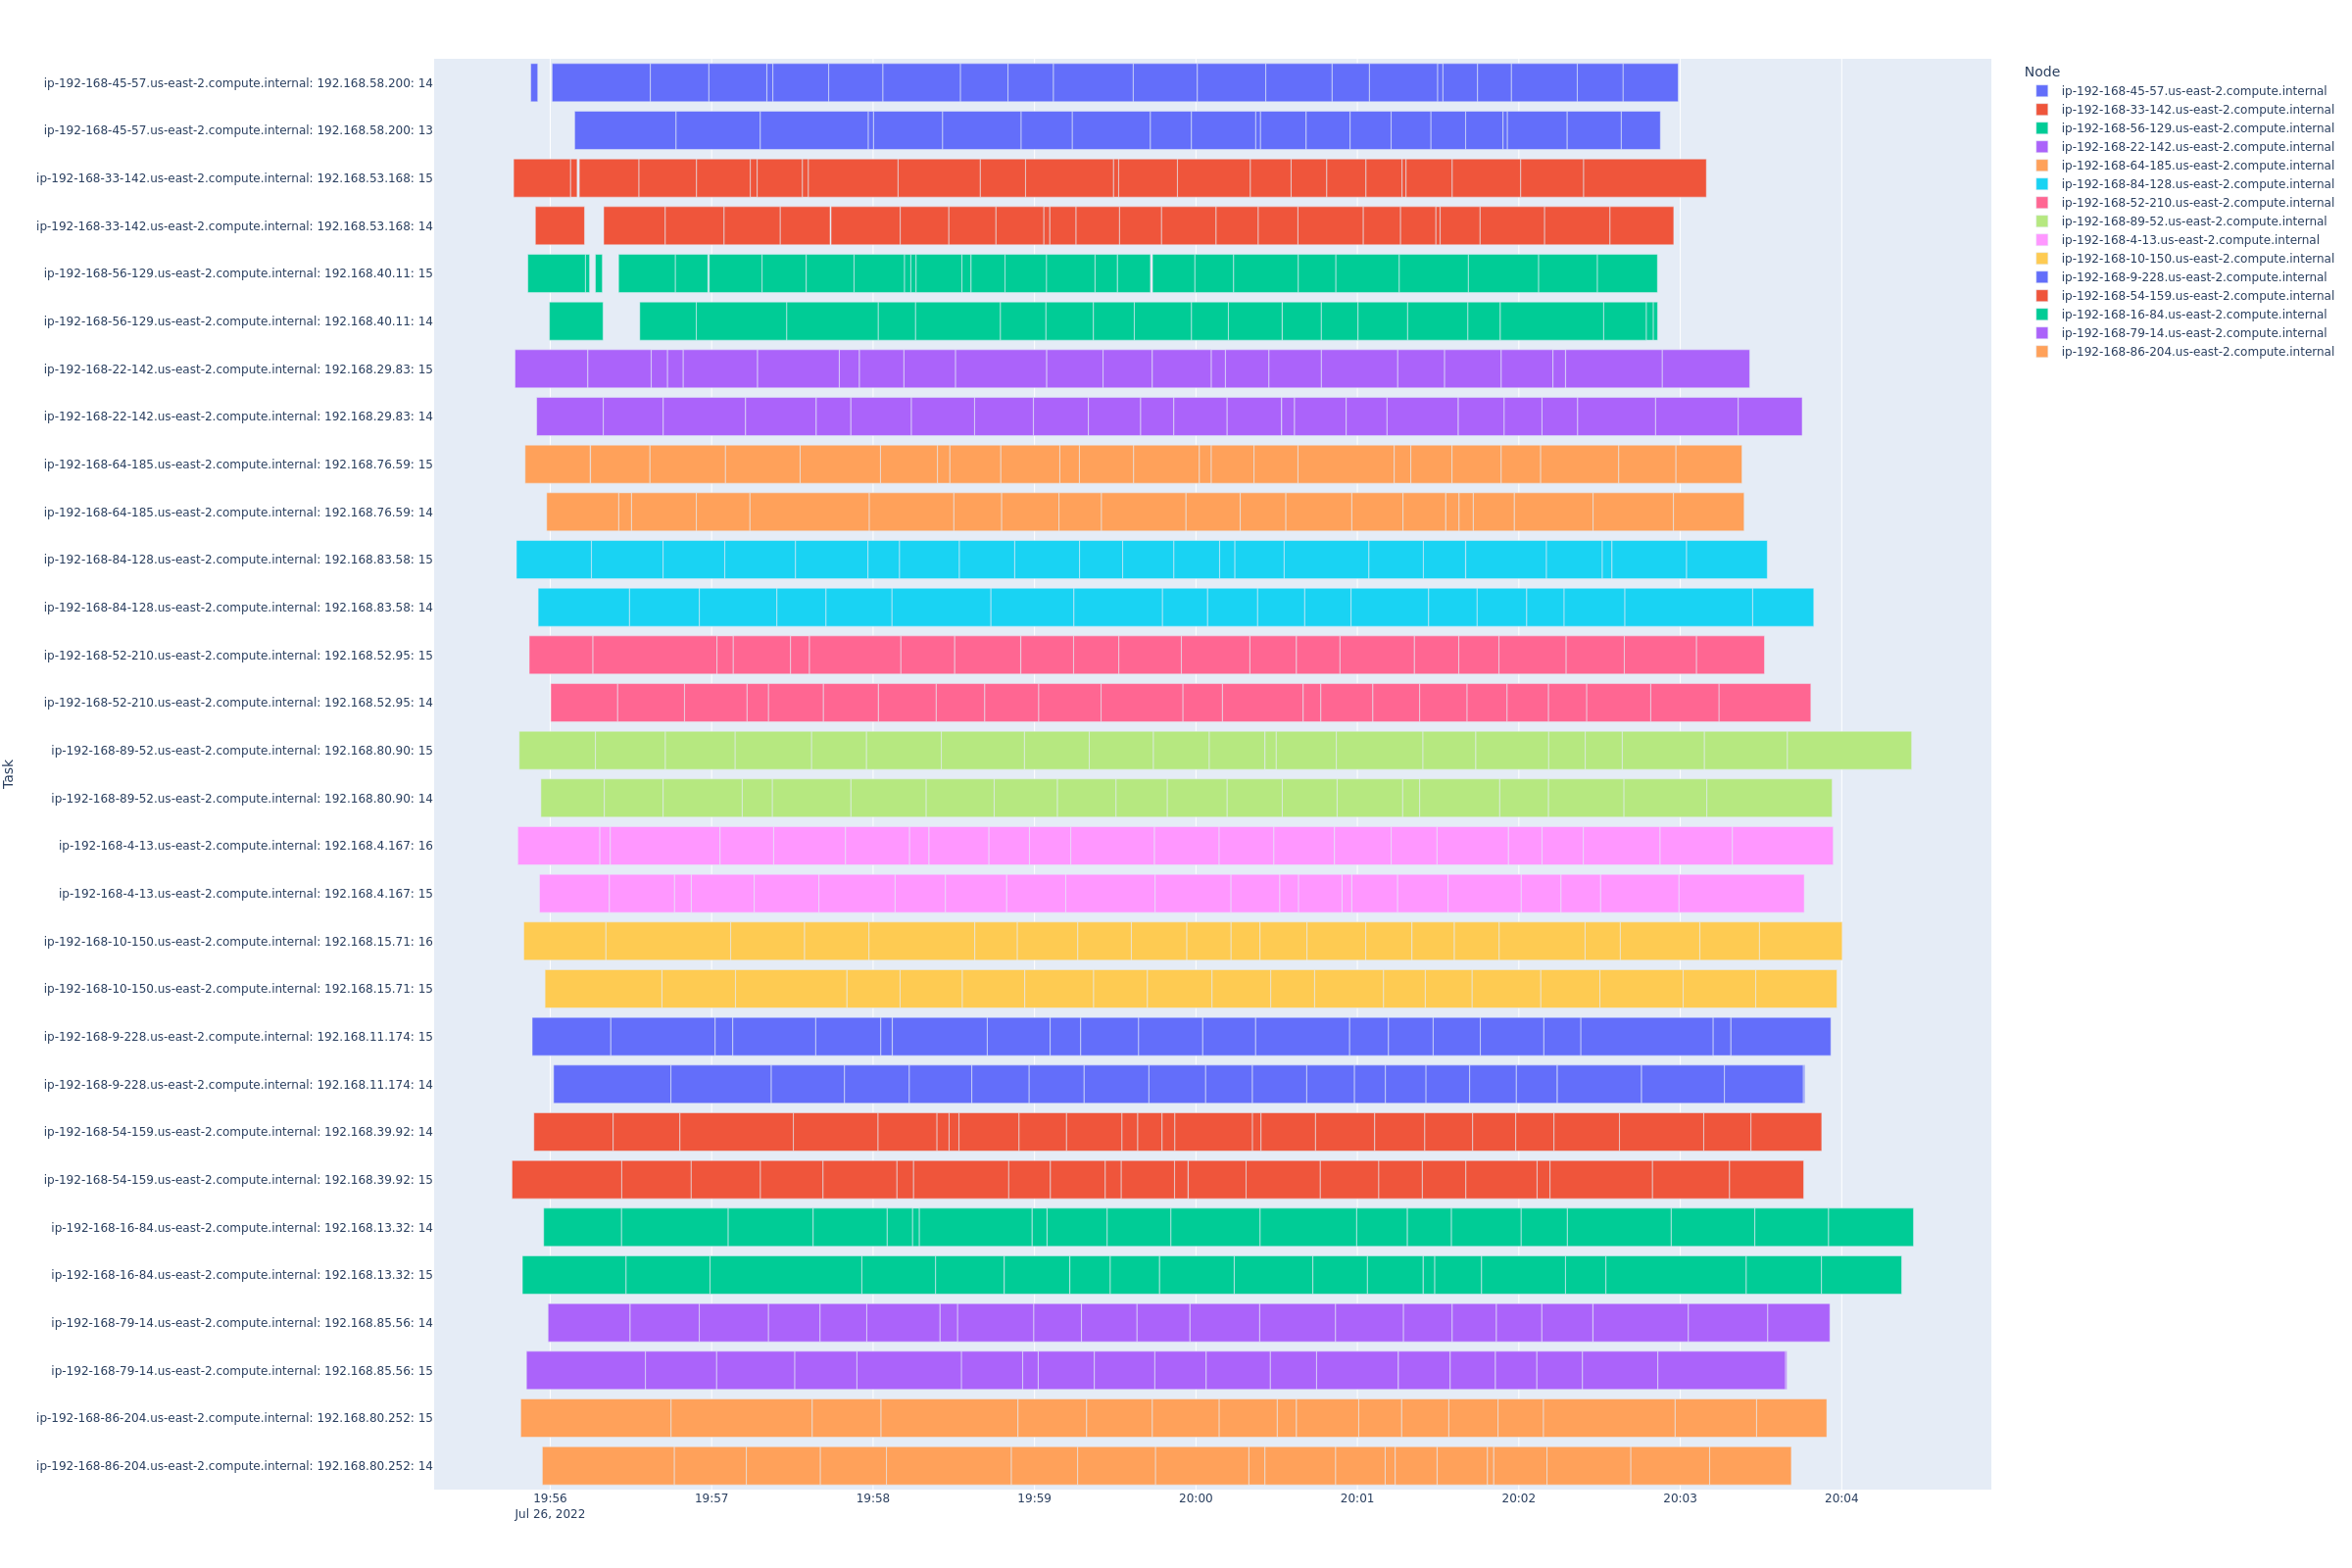 ip-192-168-45-57.us-east-2.compute.internal: 192.168.58.200: 14
ip-192-168-45-57.us-east-2.compute.internal: 192.168.58.200: 13
ip-192-168-33-142.us-east-2.compute.internal: 192.168.53.168: 15
ip-192-168-33-142.us-east-2.compute.internal: 192.168.53.168: 14
ip-192-168-56-129.us-east-2.compute.internal: 192.168.40.11: 15
ip-192-168-56-129.us-east-2.compute.internal: 192.168.40.11: 14
ip-192-168-22-142.us-east-2.compute.internal: 192.168.29.83: 15
ip-192-168-22-142.us-east-2.compute.internal: 192.168.29.83: 14
ip-192-168-64-185.us-east-2.compute.internal: 192.168.76.59: 15
ip-192-168-64-185.us-east-2.compute.internal: 192.168.76.59: 14
ip-192-168-84-128.us-east-2.compute.internal: 192.168.83.58: 15
ip-192-168-84-128.us-east-2.compute.internal: 192.168.83.58: 14
ip-192-168-52-210.us-east-2.compute.internal: 192.168.52.95: 15
ip-192-168-52-210.us-east-2.compute.internal: 192.168.52.95: 14
ip-192-168-89-52.us-east-2.compute.internal: 192.168.80.90: 15
ip-192-168-89-52.us-east-2.compute.internal: 192.168.80.90: 14
ip-192-168-4-13.us-east-2.compute.internal: 192.168.4.167: 16
ip-192-168-4-13.us-east-2.compute.internal: 192.168.4.167: 15
ip-192-168-10-150.us-east-2.compute.internal: 192.168.15.71: 16
ip-192-168-10-150.us-east-2.compute.internal: 192.168.15.71: 15
ip-192-168-9-228.us-east-2.compute.internal: 192.168.11.174: 15
ip-192-168-9-228.us-east-2.compute.internal: 192.168.11.174: 14
ip-192-168-54-159.us-east-2.compute.internal: 192.168.39.92: 14
ip-192-168-54-159.us-east-2.compute.internal: 192.168.39.92: 15
ip-192-168-16-84.us-east-2.compute.internal: 192.168.13.32: 14
ip-192-168-16-84.us-east-2.compute.internal: 192.168.13.32: 15
ip-192-168-79-14.us-east-2.compute.internal: 192.168.85.56: 14
ip-192-168-79-14.us-east-2.compute.internal: 192.168.85.56: 15
ip-192-168-86-204.us-east-2.compute.internal: 192.168.80.252: 15
ip-192-168-86-204.us-east-2.compute.internal: 192.168.80.252: 14
Task
19:56 19:57 19:58 19:59 20:00 20:01 20:02 20:03 20:04
Jul 26, 2022
Node
ip-192-168-45-57.us-east-2.compute.internal
ip-192-168-33-142.us-east-2.compute.internal
ip-192-168-56-129.us-east-2.compute.internal
ip-192-168-22-142.us-east-2.compute.internal
ip-192-168-64-185.us-east-2.compute.internal
ip-192-168-84-128.us-east-2.compute.internal
ip-192-168-52-210.us-east-2.compute.internal
ip-192-168-89-52.us-east-2.compute.internal
ip-192-168-4-13.us-east-2.compute.internal
ip-192-168-10-150.us-east-2.compute.internal
ip-192-168-9-228.us-east-2.compute.internal
ip-192-168-54-159.us-east-2.compute.internal
ip-192-168-16-84.us-east-2.compute.internal
ip-192-168-79-14.us-east-2.compute.internal
ip-192-168-86-204.us-east-2.compute.internal